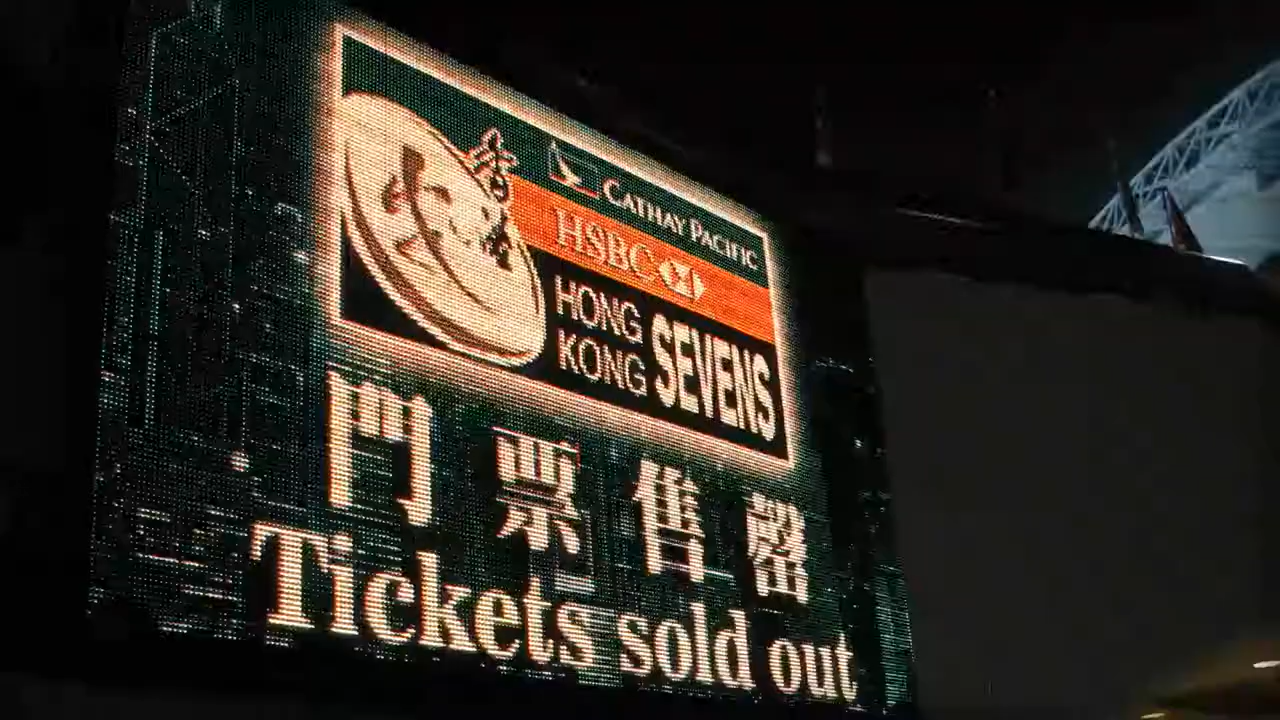 CATHAY PACIFIC
HSBC
HONG
KONG
SEVENS
門票售罄
Tickets sold out